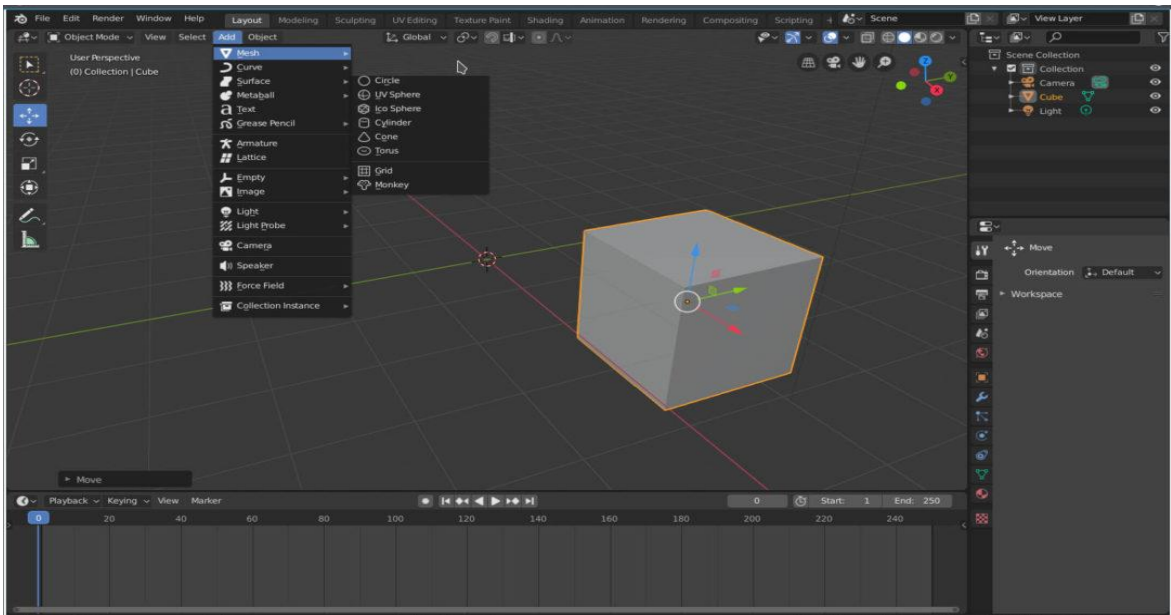 File Edit Render Window Help Layout Modeling Sculpting UV Editing Texture Paint Shading Animation Rendering Compositing Scripting + Scene View Layer
Object Mode View Select Add Object Global
User Perspective
(0) Collection | Cube
Mesh
Curve
Surface
Metaball
Text
Grease Pencil
Armature
Lattice
Empty
Image
Light
Light Probe
Camera
Speaker
Force Field
Collection Instance
Circle
UV Sphere
Ico Sphere
Cylinder
Cone
Torus
Grid
Monkey
Z
Y
X
Scene Collection
Collection
Camera
Cube
Light
Move
Orientation Default
Workspace
Move
Playback Keying View Marker 0 Start: 1 End: 250
0 20 40 60 80 100 120 140 160 180 200 220 240